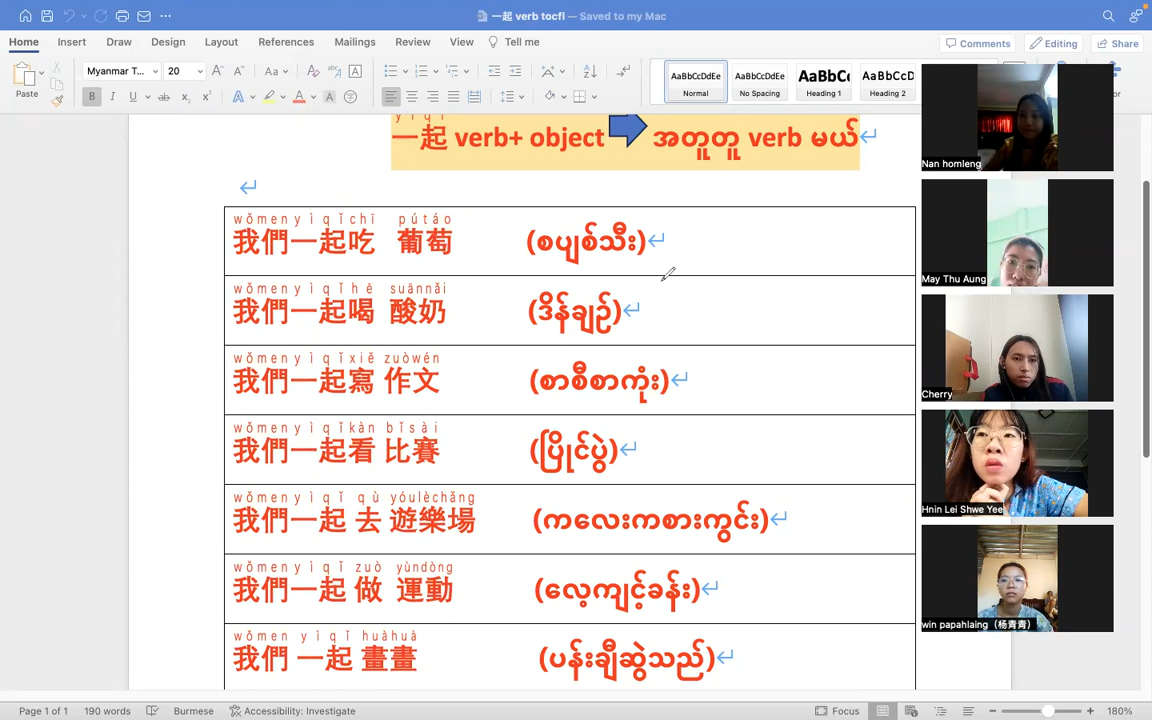 一起 verb tocfl — Saved to my Mac
Home Insert Draw Design Layout References Mailings Review View Tell me
Comments Editing Share
Paste
Myanmar T... 20
AaBbCcDdEe AaBbCcDdEe AaBbC AaBbCcD
Normal No Spacing Heading 1 Heading 2
yìqǐ
一起 verb+ object အတူတူ verb မယ်
wǒmen yìqǐ chī pútáo
我們一起吃 葡萄 (စပျစ်သီး)
wǒmen yìqǐ hē suānnǎi
我們一起喝 酸奶 (ဒိန်ချဉ်)
wǒmen yìqǐ xiě zuòwén
我們一起寫 作文 (စာစီစာကုံး)
wǒmen yìqǐ kàn bǐsài
我們一起看 比賽 (ပြိုင်ပွဲ)
wǒmen yìqǐ qù yóulèchǎng
我們一起 去 遊樂場 (ကလေးကစားကွင်း)
wǒmen yìqǐ zuò yùndòng
我們一起 做 運動 (လေ့ကျင့်ခန်း)
wǒmen yìqǐ huàhuà
我們 一起 畫畫 (ပန်းချီဆွဲသည်)
Nan homleng
May Thu Aung
Cherry
Hnin Lei Shwe Yee
win papahlaing（杨青青）
Page 1 of 1 190 words Burmese Accessibility: Investigate Focus 180%